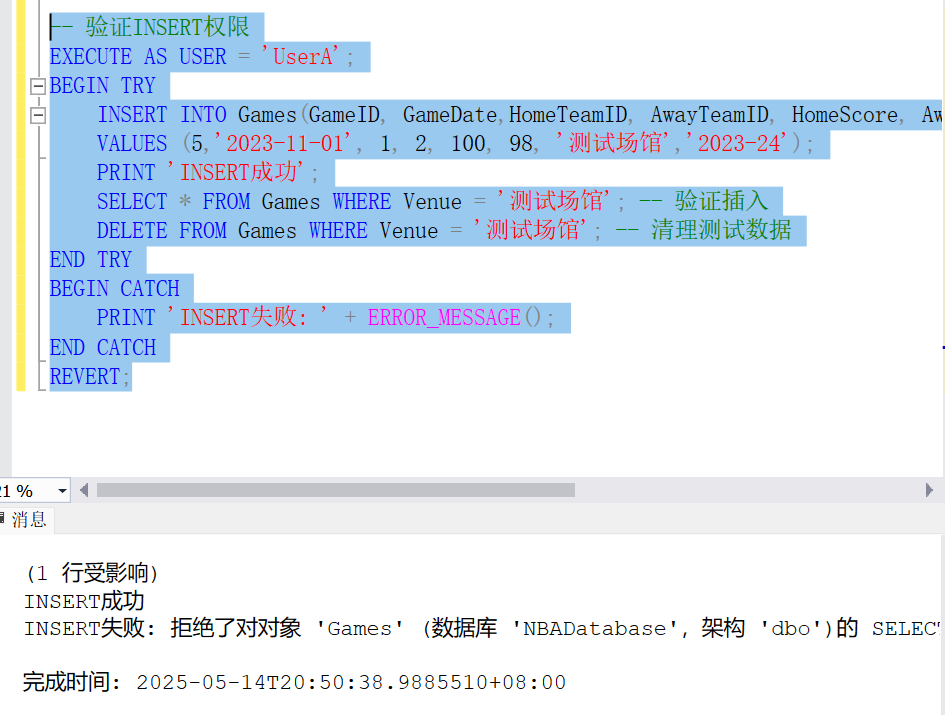 -- 验证INSERT权限
EXECUTE AS USER = 'UserA';
BEGIN TRY
INSERT INTO Games(GameID, GameDate,HomeTeamID, AwayTeamID, HomeScore, Aw
VALUES (5,'2023-11-01', 1, 2, 100, 98, '测试场馆','2023-24');
PRINT 'INSERT成功';
SELECT * FROM Games WHERE Venue = '测试场馆'; -- 验证插入
DELETE FROM Games WHERE Venue = '测试场馆'; -- 清理测试数据
END TRY
BEGIN CATCH
PRINT 'INSERT失败: ' + ERROR_MESSAGE();
END CATCH
REVERT;
21 %
消息
(1 行受影响)
INSERT成功
INSERT失败: 拒绝了对对象 'Games' (数据库 'NBADatabase', 架构 'dbo')的 SELECT
完成时间: 2025-05-14T20:50:38.9885510+08:00